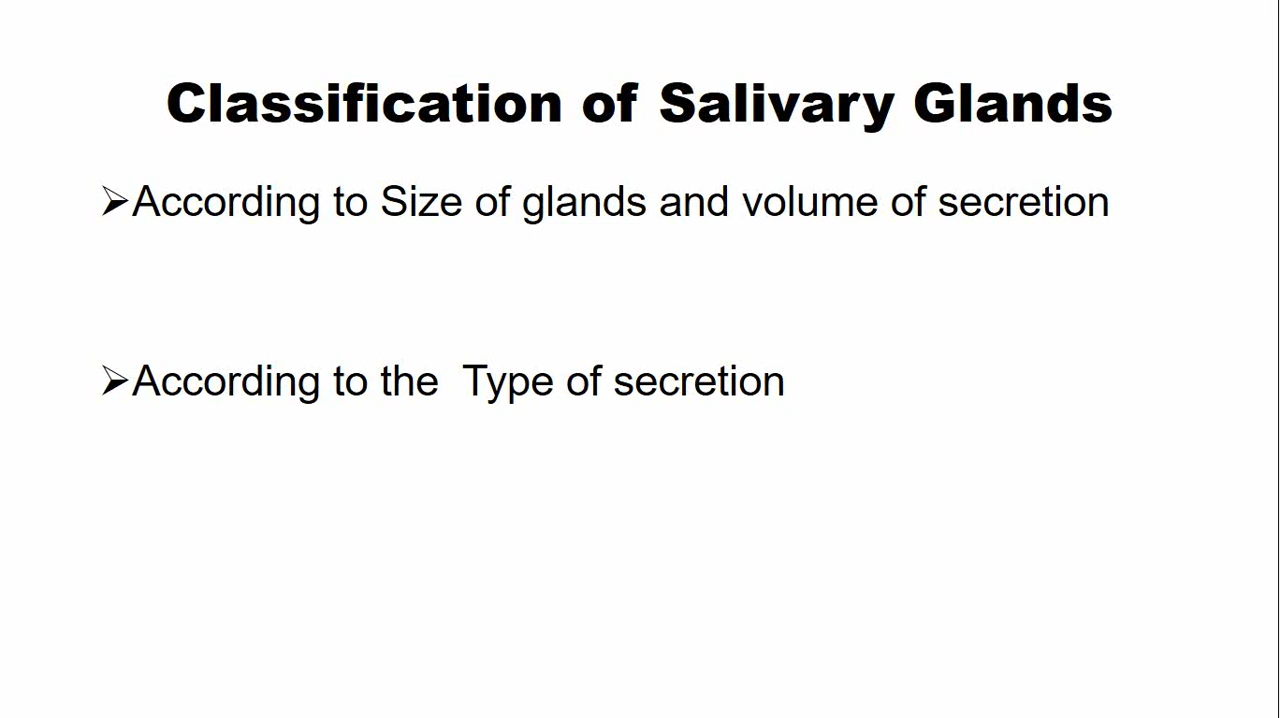 Classification of Salivary Glands
➢According to Size of glands and volume of secretion
➢According to the  Type of secretion